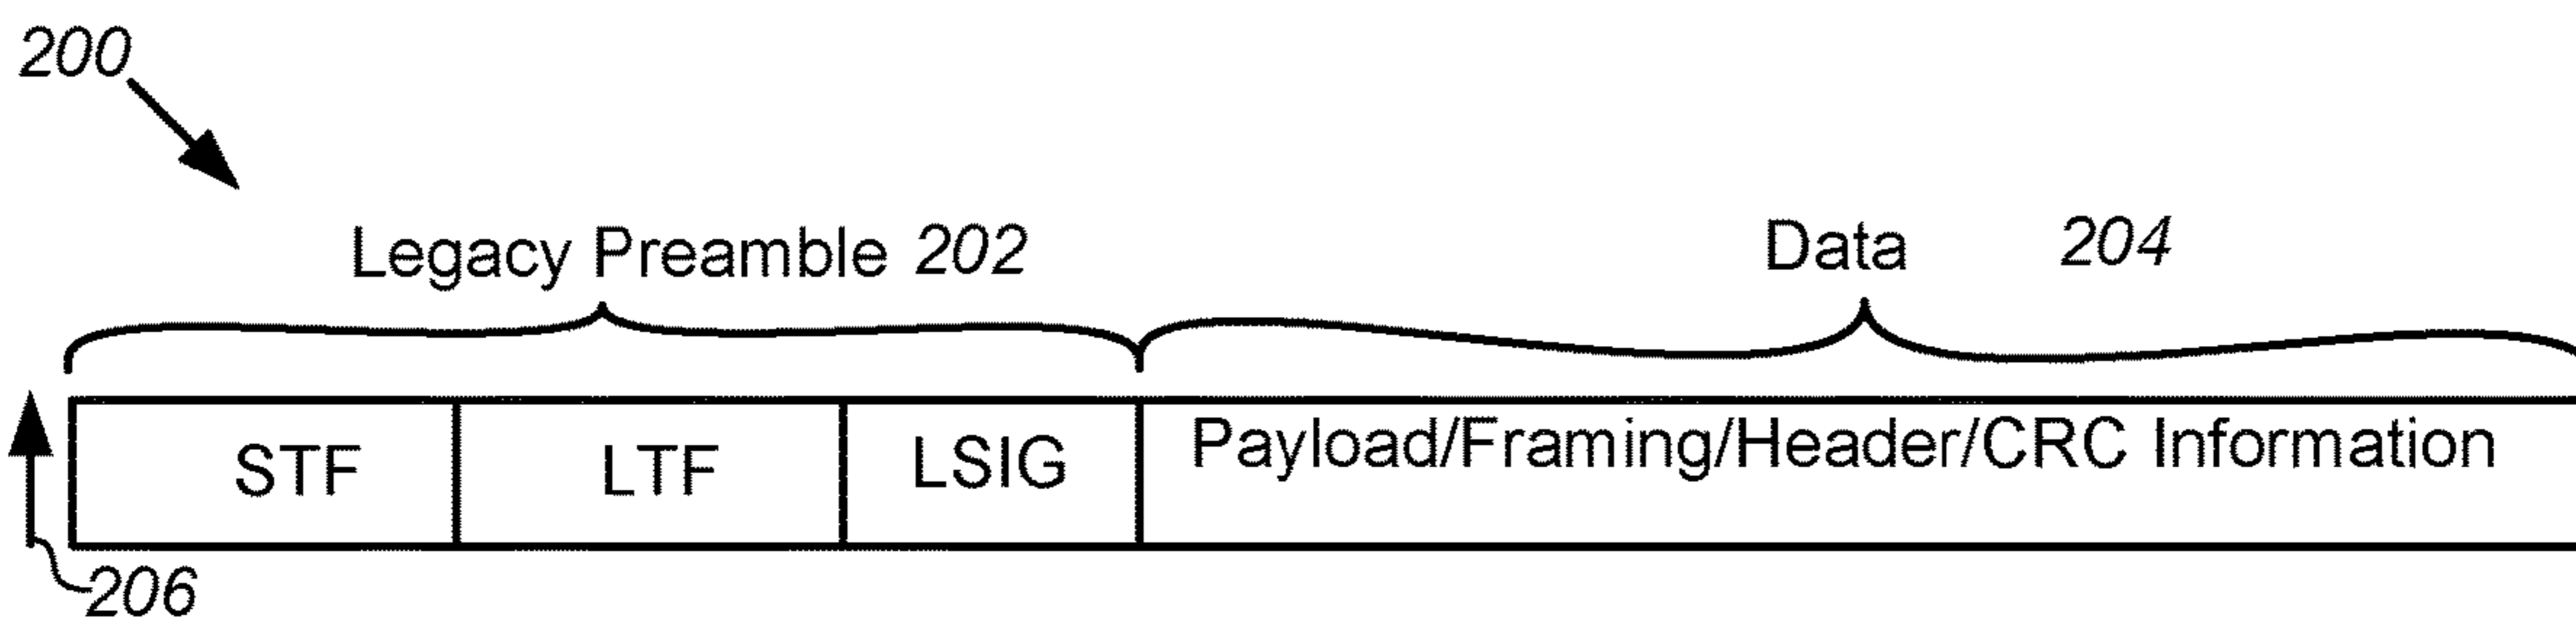 200
Legacy Preamble 202
Data 204
STF
LTF
LSIG
Payload/Framing/Header/CRC Information
206